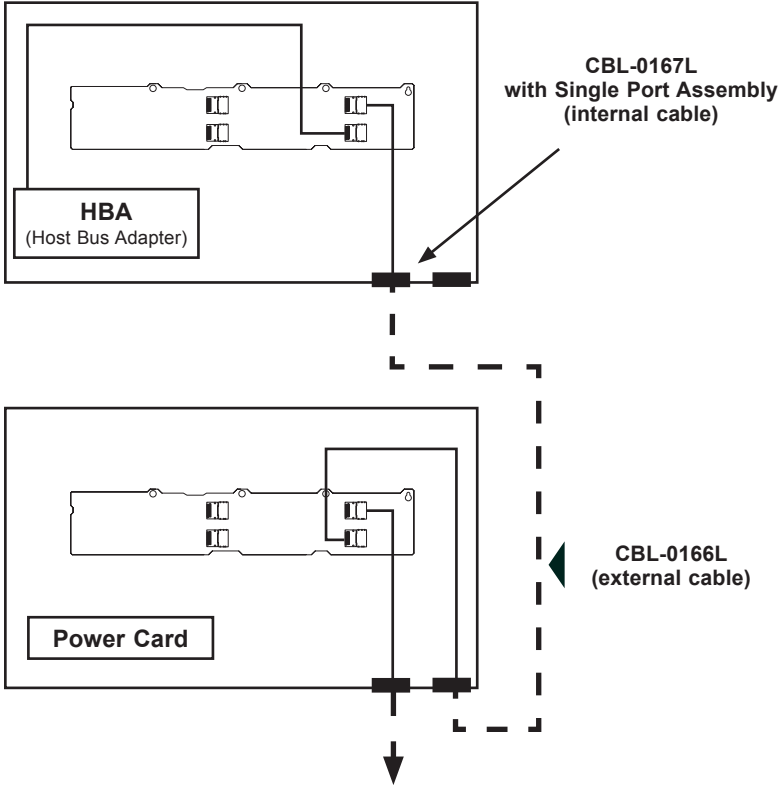 CBL-0167L
with Single Port Assembly
(internal cable)
HBA
(Host Bus Adapter)
CBL-0166L
(external cable)
Power Card